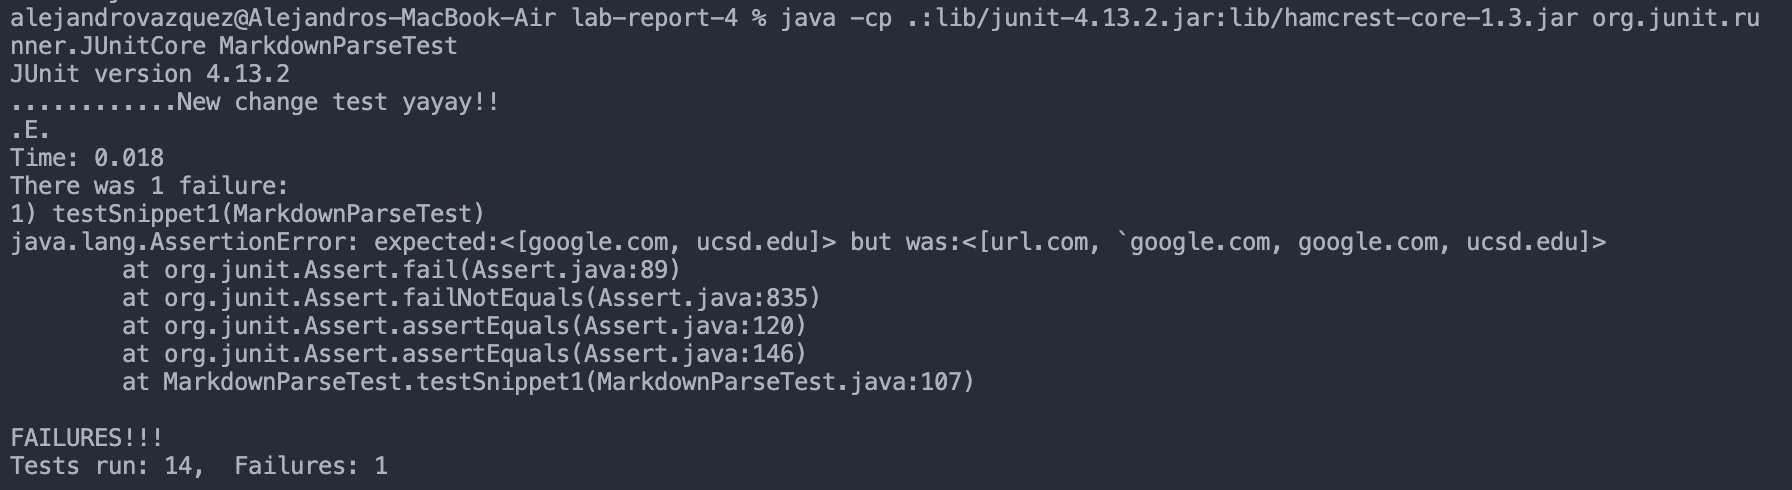 alejandrovazquez@Alejandros-MacBook-Air lab-report-4 % java -cp .:lib/junit-4.13.2.jar:lib/hamcrest-core-1.3.jar org.junit.ru
nner.JUnitCore MarkdownParseTest
JUnit version 4.13.2
............New change test yayay!!
.E.
Time: 0.018
There was 1 failure:
1) testSnippet1(MarkdownParseTest)
java.lang.AssertionError: expected:<[google.com, ucsd.edu]> but was:<[url.com, `google.com, google.com, ucsd.edu]>
        at org.junit.Assert.fail(Assert.java:89)
        at org.junit.Assert.failNotEquals(Assert.java:835)
        at org.junit.Assert.assertEquals(Assert.java:120)
        at org.junit.Assert.assertEquals(Assert.java:146)
        at MarkdownParseTest.testSnippet1(MarkdownParseTest.java:107)

FAILURES!!!
Tests run: 14,  Failures: 1